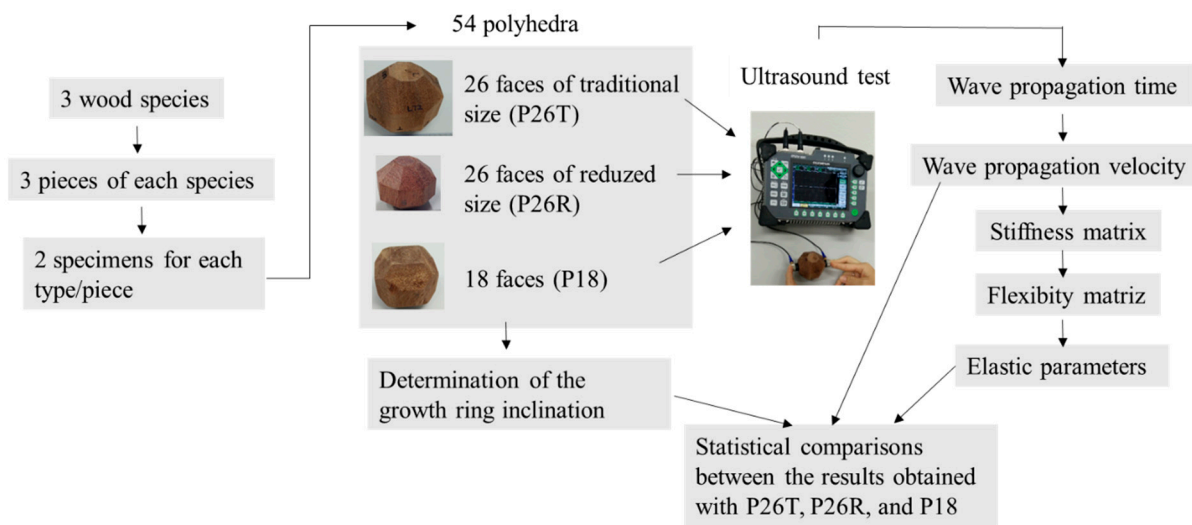 3 wood species
3 pieces of each species
2 specimens for each
type/piece
54 polyhedra
26 faces of traditional
size (P26T)
26 faces of reduzed
size (P26R)
18 faces (P18)
Determination of the
growth ring inclination
Ultrasound test
Wave propagation time
Wave propagation velocity
Stiffness matrix
Flexibity matriz
Elastic parameters
Statistical comparisons
between the results obtained
with P26T, P26R, and P18